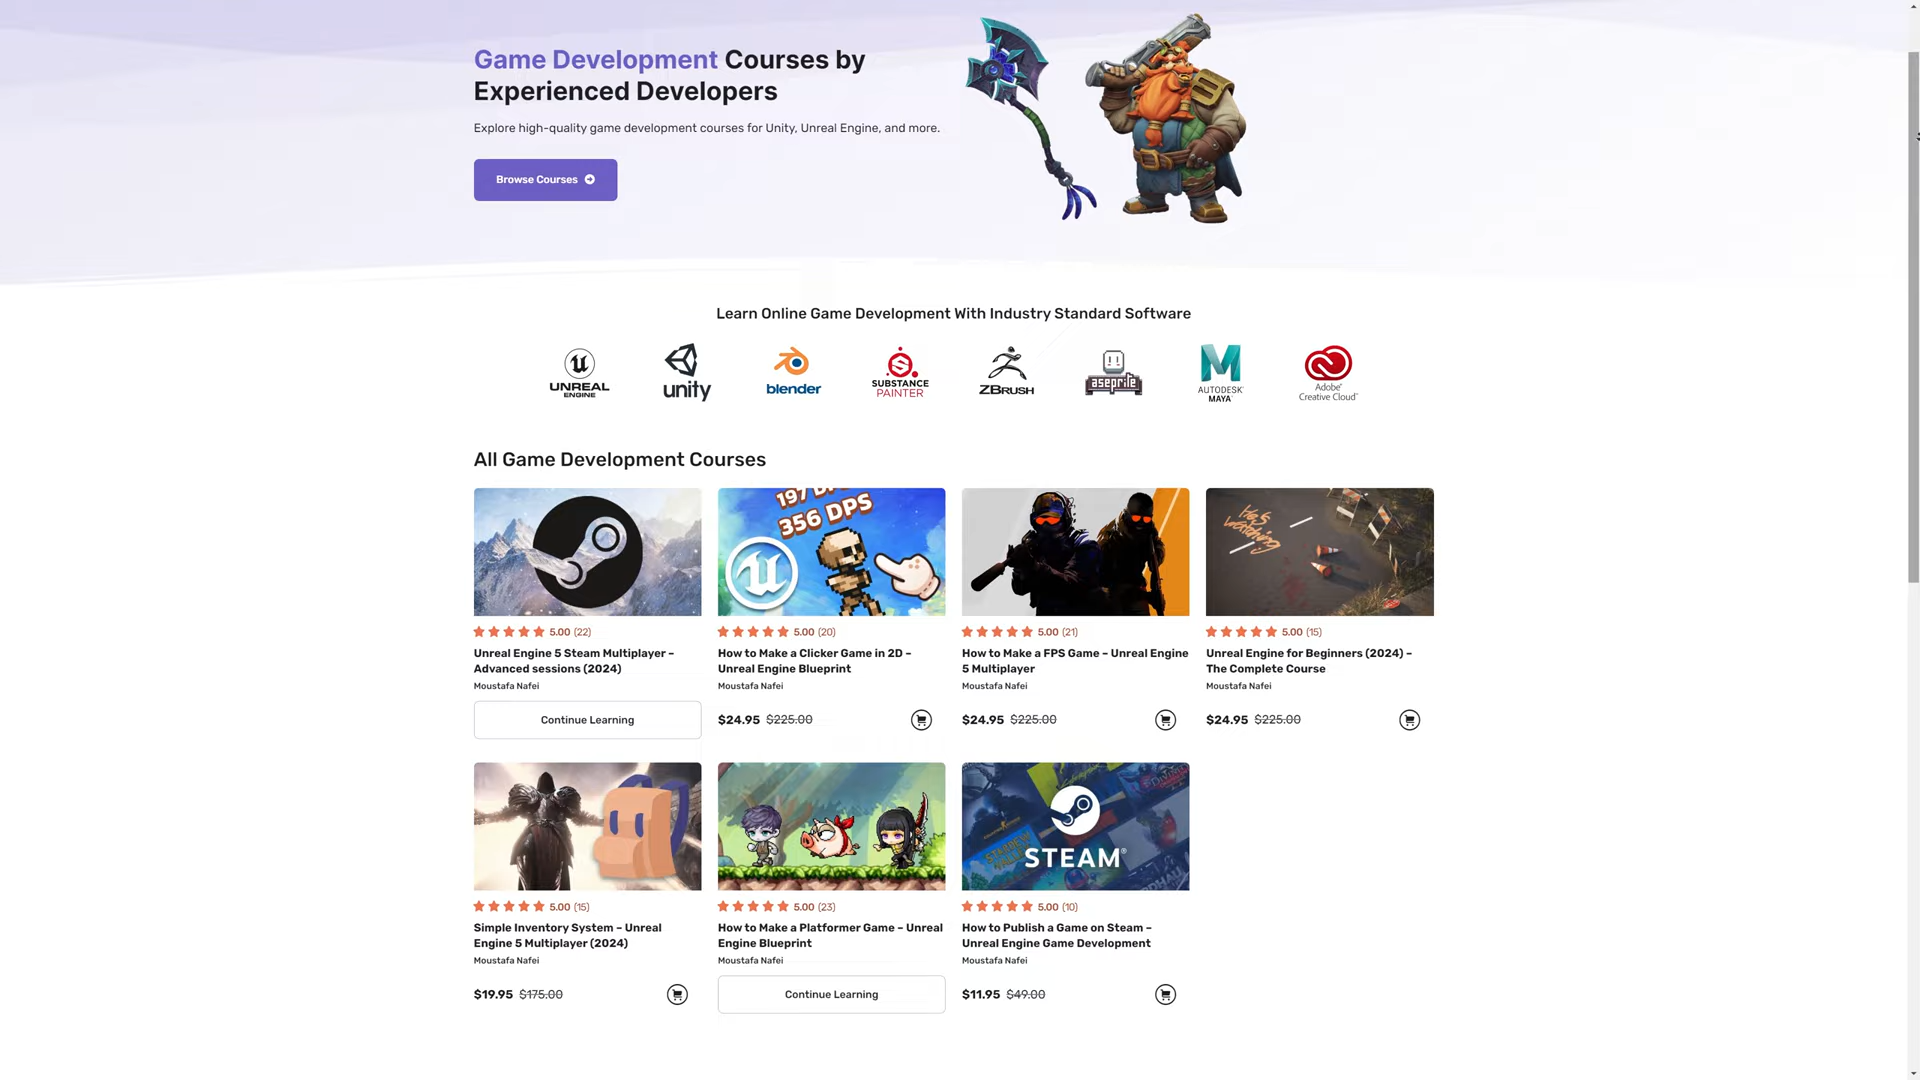 Game Development Courses by
Experienced Developers
Explore high-quality game development courses for Unity, Unreal Engine, and more.
Browse Courses
Learn Online Game Development With Industry Standard Software
UNREAL
ENGINE
unity
blender
SUBSTANCE
PAINTER
ZBRUSH
aseprite
AUTODESK
MAYA
Adobe
Creative Cloud
All Game Development Courses
197 DPS
356 DPS
He's
watching
5.00 (22)
5.00 (20)
5.00 (21)
5.00 (15)
Unreal Engine 5 Steam Multiplayer –
Advanced sessions (2024)
How to Make a Clicker Game in 2D –
Unreal Engine Blueprint
How to Make a FPS Game – Unreal Engine
5 Multiplayer
Unreal Engine for Beginners (2024) –
The Complete Course
Moustafa Nafei
Moustafa Nafei
Moustafa Nafei
Moustafa Nafei
Continue Learning
$24.95 $225.00
$24.95 $225.00
$24.95 $225.00
STEAM®
STARDEW
VALLEY
5.00 (15)
5.00 (23)
5.00 (10)
Simple Inventory System – Unreal
Engine 5 Multiplayer (2024)
How to Make a Platformer Game – Unreal
Engine Blueprint
How to Publish a Game on Steam –
Unreal Engine Game Development
Moustafa Nafei
Moustafa Nafei
Moustafa Nafei
$19.95 $175.00
Continue Learning
$11.95 $49.00